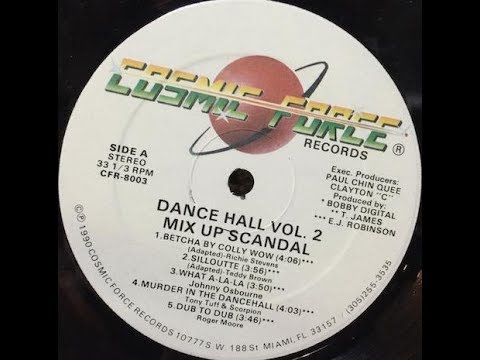 COSMIC FORCE
RECORDS ®
SIDE A
STEREO
33 1/3 RPM
CFR-8003
Exec. Producers:
PAUL CHIN QUEE
CLAYTON "C"
Produced by:
* BOBBY DIGITAL
** T. JAMES
*** E.J. ROBINSON
DANCE HALL VOL. 2
MIX UP SCANDAL
1.BETCHA BY COLLY WOW (4:06)***
(Adapted)-Richie Stevens
2.SILLOUTTE (3:56)*
(Adapted)-Teddy Brown
3.WHAT A-LA-LA (3:50)***
Johnny Osbourne
4.MURDER IN THE DANCEHALL (4:03)***
Tony Tuff & Scorpion
5.DUB TO DUB (3:56)**
Roger Moore
©℗1990 COSMIC FORCE RECORDS 10777 S. W. 188 St. MIAMI, FL 33157 / (305)255-3535